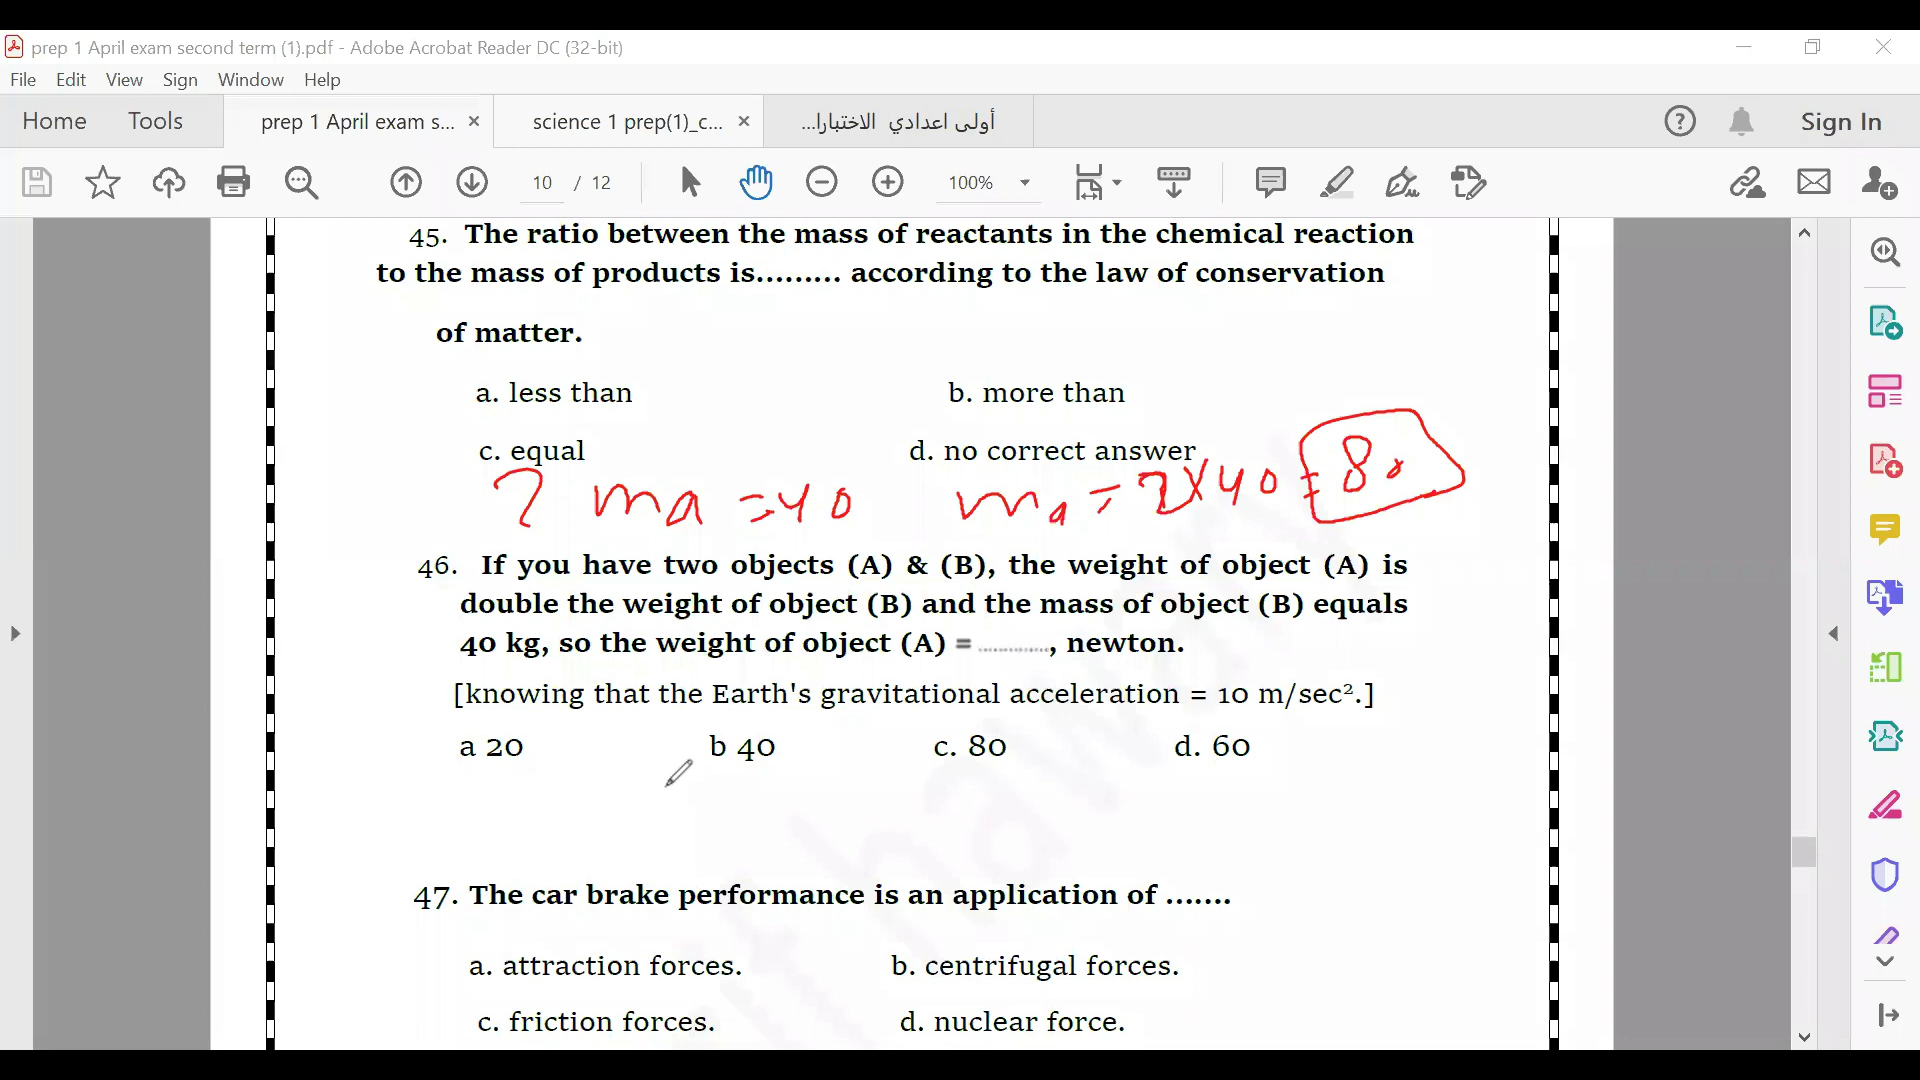 prep 1 April exam second term (1).pdf - Adobe Acrobat Reader DC (32-bit)
File Edit View Sign Window Help
Home Tools prep 1 April exam s... × science 1 prep(1)_c... × أولى اعدادي الاختبارا... Sign In
10 / 12 100%
45. The ratio between the mass of reactants in the chemical reaction
to the mass of products is......... according to the law of conservation
of matter.
a. less than b. more than
c. equal d. no correct answer
? ma = 40 ma = 2 x 40 = 80
46. If you have two objects (A) & (B), the weight of object (A) is
double the weight of object (B) and the mass of object (B) equals
40 kg, so the weight of object (A) = ............., newton.
[knowing that the Earth's gravitational acceleration = 10 m/sec².]
a 20 b 40 c. 80 d. 60
47. The car brake performance is an application of .......
a. attraction forces. b. centrifugal forces.
c. friction forces. d. nuclear force.